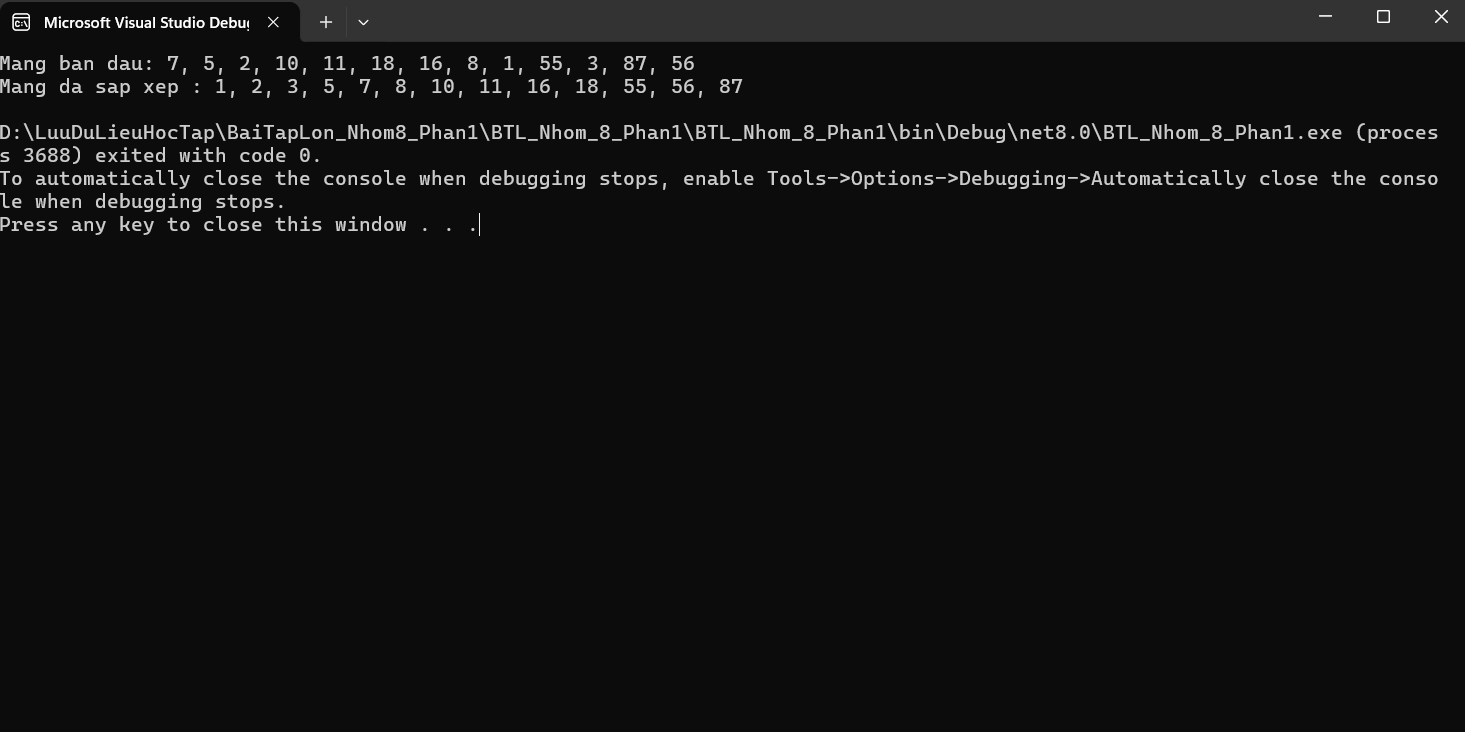 Microsoft Visual Studio Debu
Mang ban dau: 7, 5, 2, 10, 11, 18, 16, 8, 1, 55, 3, 87, 56
Mang da sap xep : 1, 2, 3, 5, 7, 8, 10, 11, 16, 18, 55, 56, 87
D:\LuuDuLieuHocTap\BaiTapLon_Nhom8_Phan1\BTL_Nhom_8_Phan1\BTL_Nhom_8_Phan1\bin\Debug\net8.0\BTL_Nhom_8_Phan1.exe (proces
s 3688) exited with code 0.
To automatically close the console when debugging stops, enable Tools->Options->Debugging->Automatically close the conso
le when debugging stops.
Press any key to close this window . . .